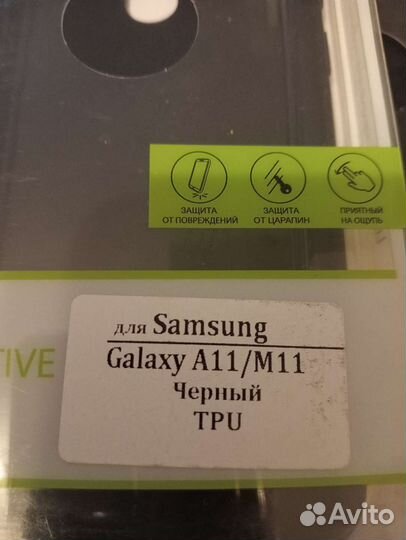 ЗАЩИТА
ОТ ПОВРЕЖДЕНИЙ
ЗАЩИТА
ОТ ЦАРАПИН
ПРИЯТНЫЙ
НА ОЩУПЬ
TIVE
для Samsung
Galaxy A11/M11
Черный
TPU
Avito